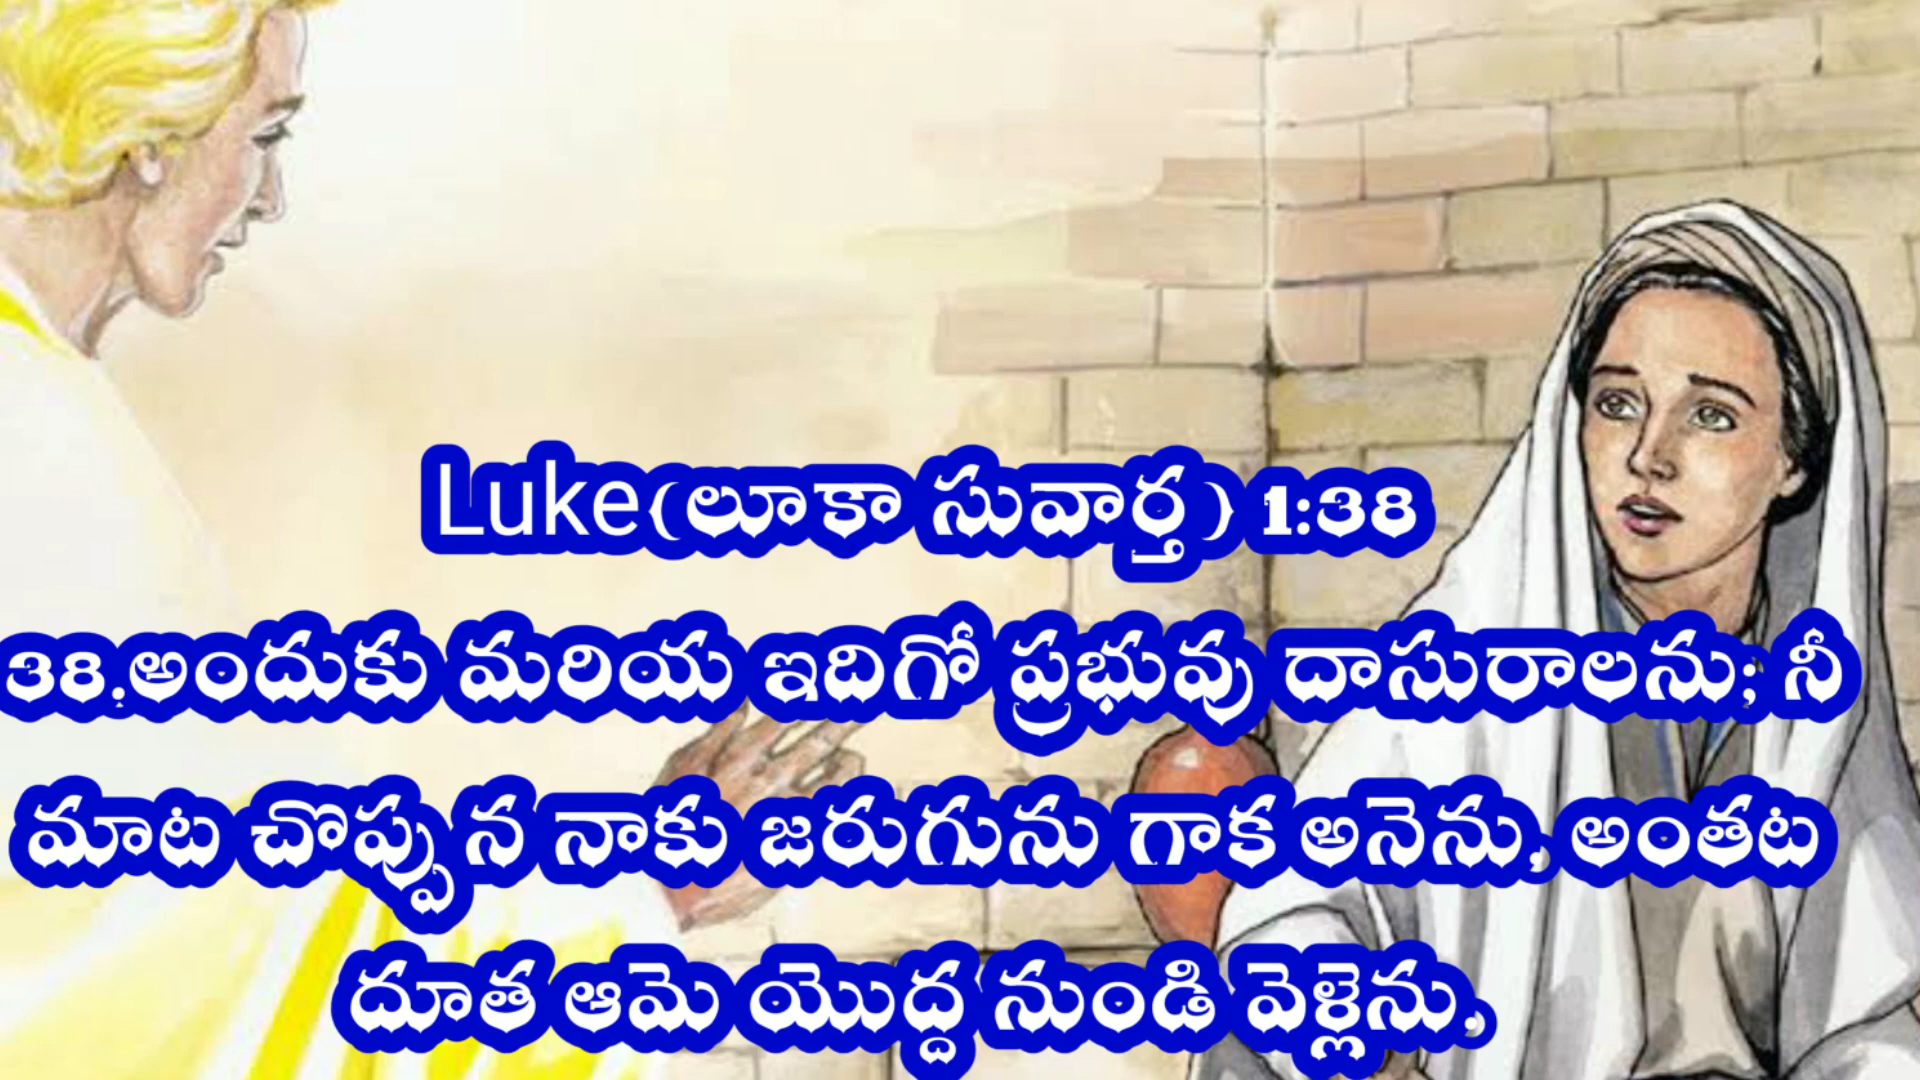 Luke(లూకా సువార్త) 1:38
38.అందుకు మరియ ఇదిగో ప్రభువు దాసురాలను; నీ
మాట చొప్పున నాకు జరుగును గాక అనెను, అంతట
దూత ఆమె యొద్ద నుండి వెళ్లెను,